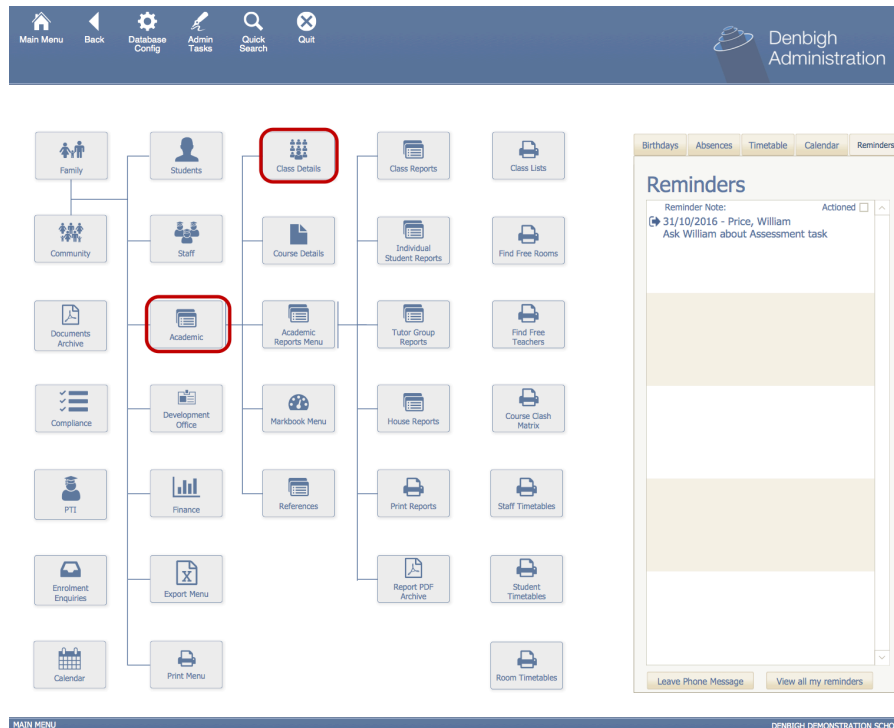 Main Menu
Back
Database
Config
Admin
Tasks
Quick
Search
Quit
Denbigh
Administration
Family
Students
Class Details
Class Reports
Class Lists
Community
Staff
Course Details
Individual
Student Reports
Find Free Rooms
Documents
Archive
Academic
Academic
Reports Menu
Tutor Group
Reports
Find Free
Teachers
Compliance
Development
Office
Markbook Menu
House Reports
Course Clash
Matrix
PTI
Finance
References
Print Reports
Staff Timetables
Enrolment
Enquiries
X
Export Menu
Report PDF
Archive
Student
Timetables
Calendar
Print Menu
Room Timetables
Birthdays Absences Timetable Calendar Reminders
Reminders
Reminder Note: Actioned
31/10/2016 - Price, William
Ask William about Assessment task
Leave Phone Message View all my reminders
MAIN MENU
DENBIGH DEMONSTRATION SCHO